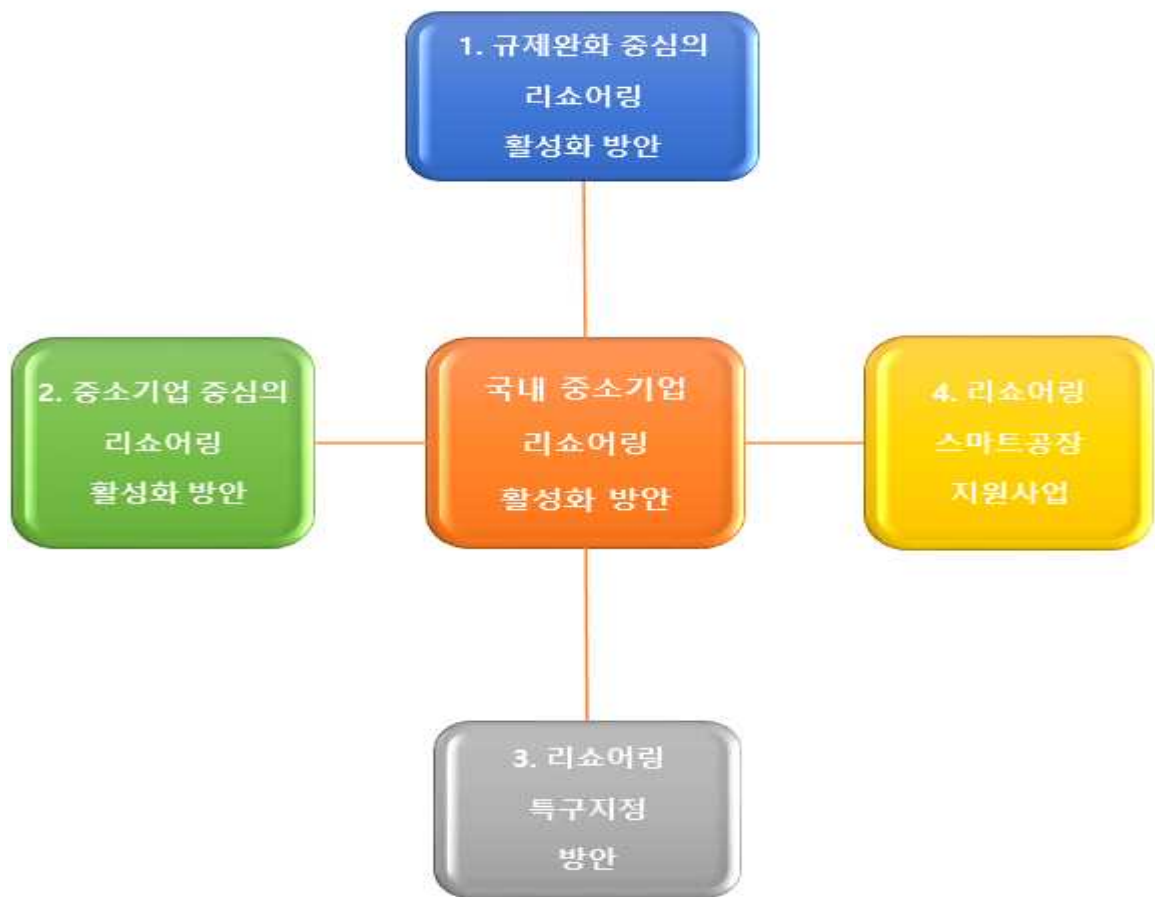 1. 규제완화 중심의
리쇼어링
활성화 방안
2. 중소기업 중심의
리쇼어링
활성화 방안
국내 중소기업
리쇼어링
활성화 방안
4. 리쇼어링
스마트공장
지원사업
3. 리쇼어링
특구지정
방안